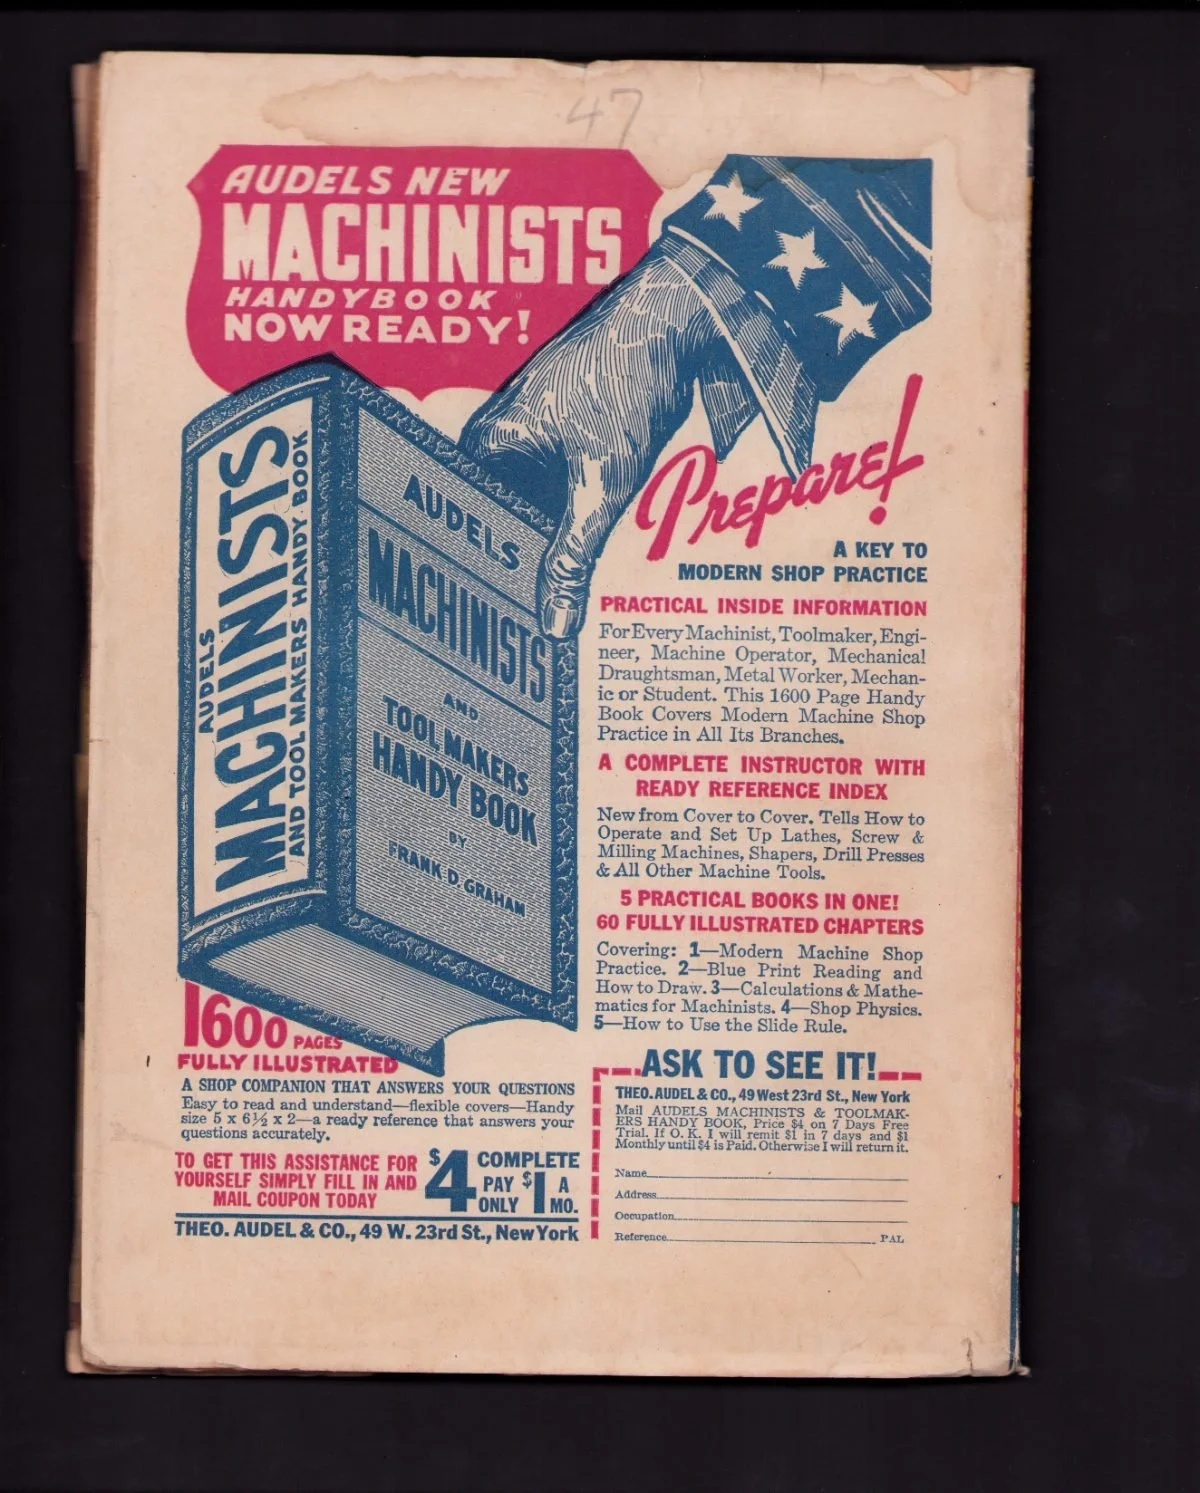 47
AUDELS NEW
MACHINISTS
HANDYBOOK
NOW READY!
AUDELS
MACHINISTS
AND TOOL MAKERS HANDY BOOK
AUDELS
MACHINISTS
AND
TOOL MAKERS
HANDY BOOK
BY
FRANK D. GRAHAM
Prepare!
A KEY TO
MODERN SHOP PRACTICE
PRACTICAL INSIDE INFORMATION
For Every Machinist, Toolmaker, Engi-
neer, Machine Operator, Mechanical
Draughtsman, Metal Worker, Mechan-
ic or Student. This 1600 Page Handy
Book Covers Modern Machine Shop
Practice in All Its Branches.
A COMPLETE INSTRUCTOR WITH
READY REFERENCE INDEX
New from Cover to Cover. Tells How to
Operate and Set Up Lathes, Screw &
Milling Machines, Shapers, Drill Presses
& All Other Machine Tools.
5 PRACTICAL BOOKS IN ONE!
60 FULLY ILLUSTRATED CHAPTERS
Covering: 1—Modern Machine Shop
Practice. 2—Blue Print Reading and
How to Draw. 3—Calculations & Mathe-
matics for Machinists. 4—Shop Physics.
5—How to Use the Slide Rule.
1600 PAGES
FULLY ILLUSTRATED
A SHOP COMPANION THAT ANSWERS YOUR QUESTIONS
Easy to read and understand—flexible covers—Handy
size 5 x 6½ x 2—a ready reference that answers your
questions accurately.
TO GET THIS ASSISTANCE FOR
YOURSELF SIMPLY FILL IN AND
MAIL COUPON TODAY
$4 COMPLETE
PAY ONLY $1 A MO.
THEO. AUDEL & CO., 49 W. 23rd St., New York
ASK TO SEE IT!
THEO. AUDEL & CO., 49 West 23rd St., New York
Mail AUDELS MACHINISTS & TOOLMAK-
ERS HANDY BOOK, Price $4 on 7 Days Free
Trial. If O. K. I will remit $1 in 7 days and $1
Monthly until $4 is Paid. Otherwise I will return it.
Name
Address
Occupation
Reference PAL